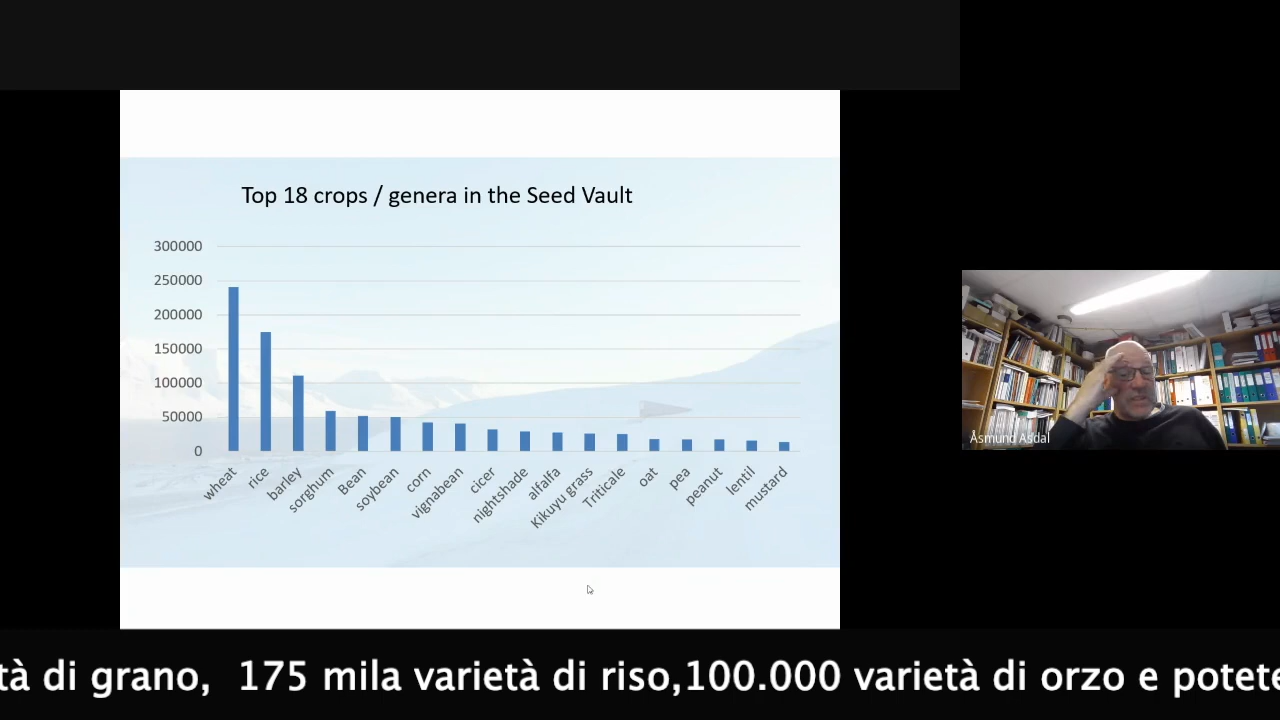 Top 18 crops / genera in the Seed Vault
300000
250000
200000
150000
100000
50000
0
wheat
rice
barley
sorghum
Bean
soybean
corn
vignabean
cicer
nightshade
alfalfa
Kikuyu grass
Triticale
oat
pea
peanut
lentil
mustard
Åsmund Asdal
tà di grano, 175 mila varietà di riso,100.000 varietà di orzo e potete